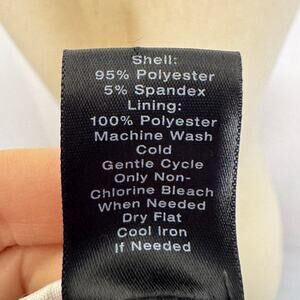 Shell:
95% Polyester
5% Spandex
Lining:
100% Polyester
Machine Wash
Cold
Gentle Cycle
Only Non-
Chlorine Bleach
When Needed
Dry Flat
Cool Iron
If Needed